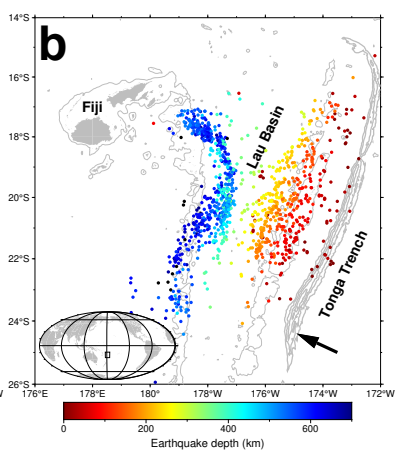 b
14°S
16°S
18°S
20°S
22°S
24°S
26°S
Fiji
Lau Basin
Tonga Trench
W
176°E
180°
178°W
176°W
174°W
172°W
0
200
400
600
Earthquake depth (km)